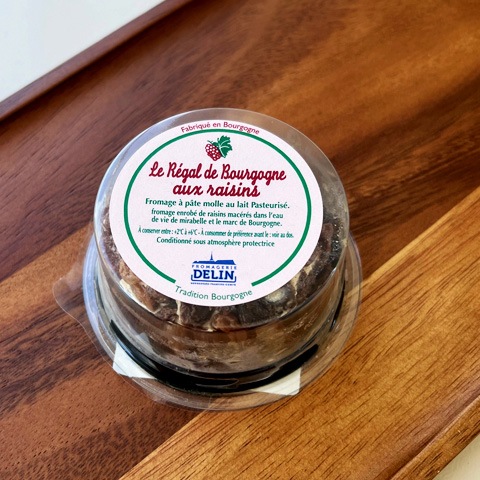 Fabriqué en Bourgogne
Le Régal de Bourgogne
aux raisins
Fromage à pâte molle au lait Pasteurisé.
fromage enrobé de raisins macérés dans l'eau
de vie de mirabelle et le marc de Bourgogne.
À conserver entre : +2°C à +6°C - À consommer de préférence avant le : voir au dos.
Conditionné sous atmosphère protectrice
FROMAGERIE
DELIN
Tradition Bourgogne